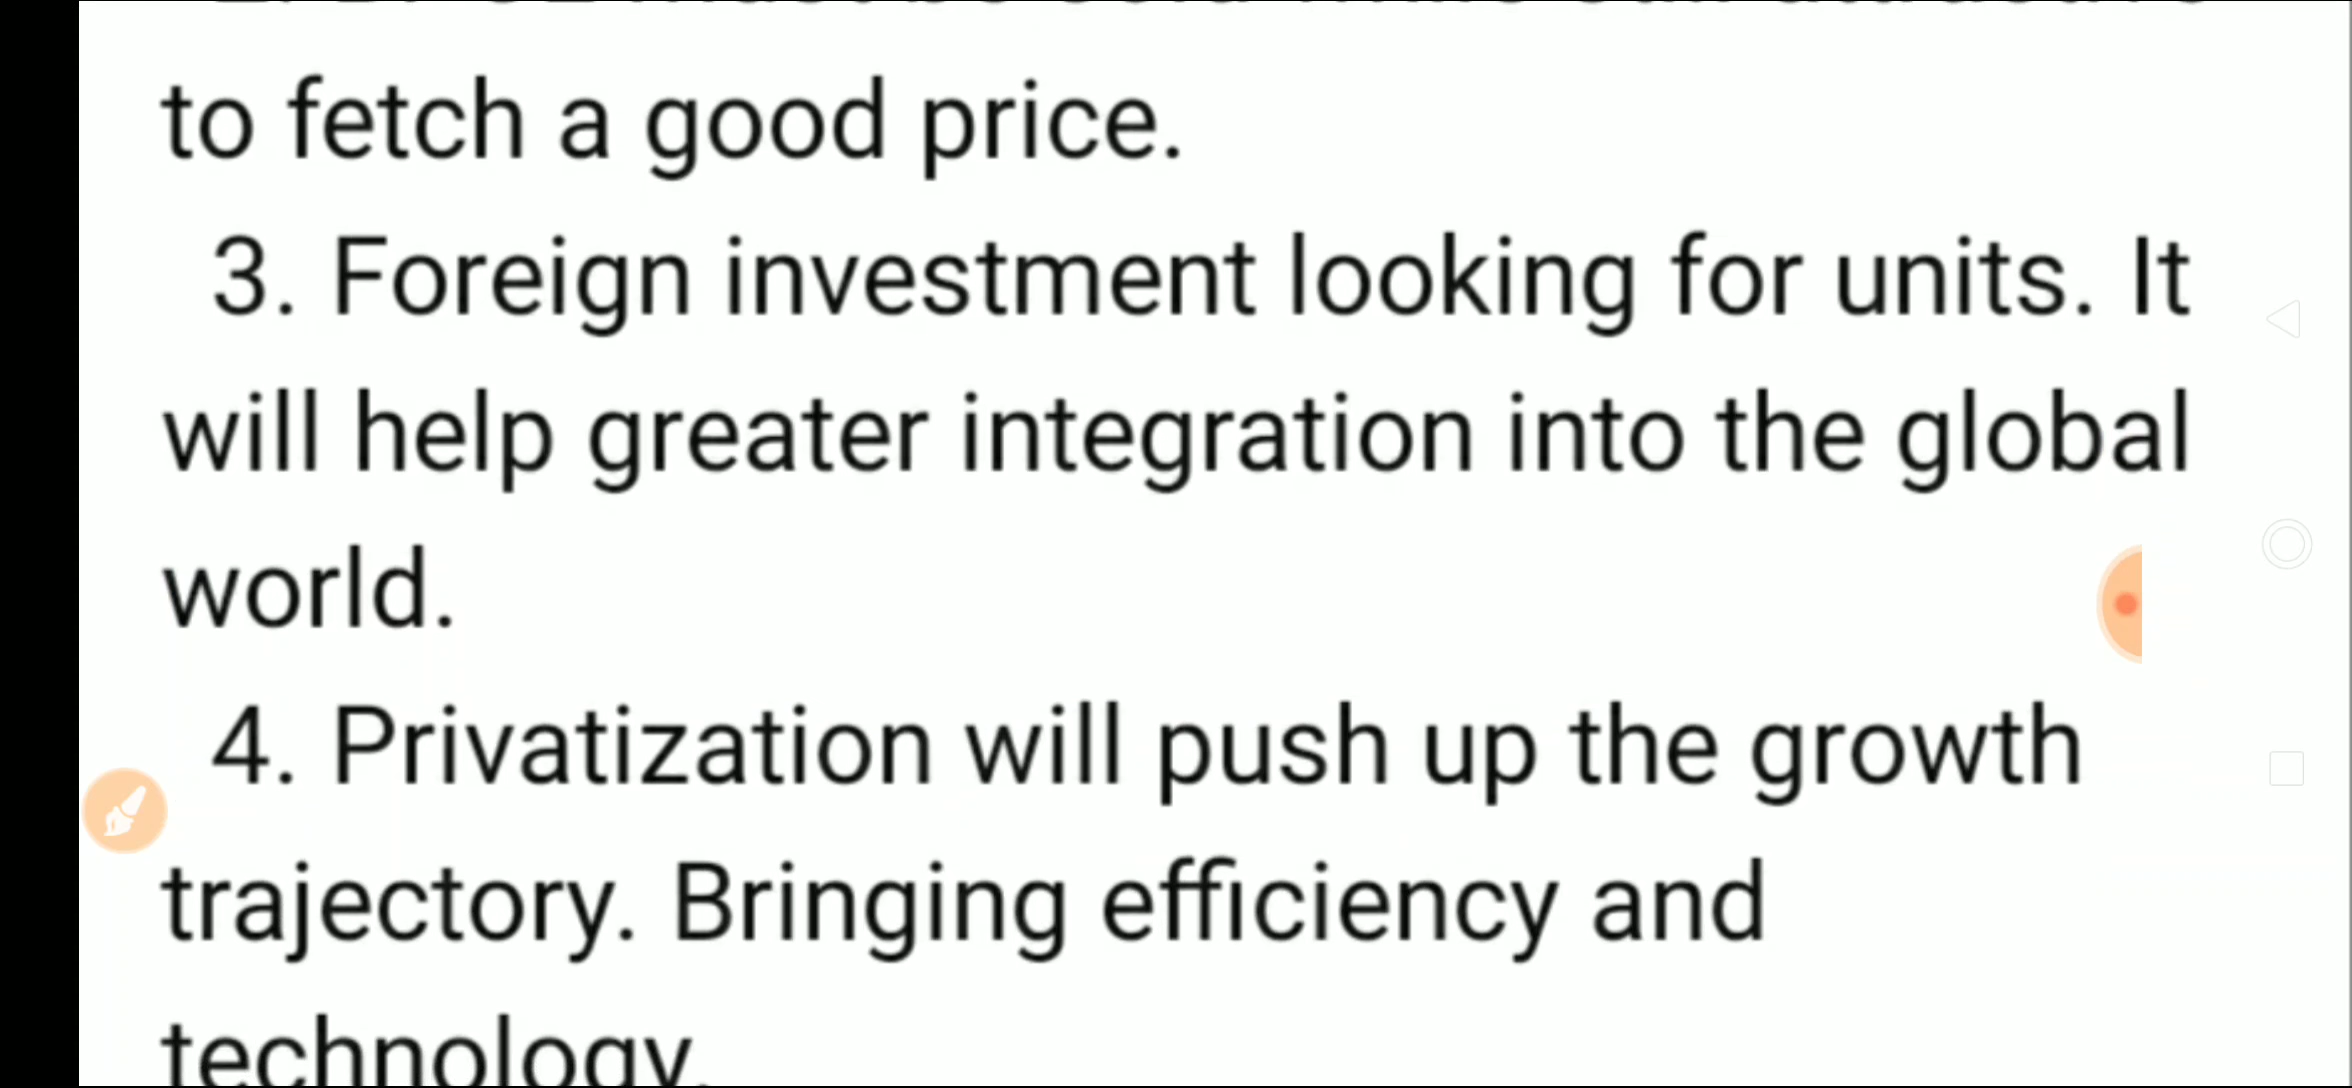 to fetch a good price.
3. Foreign investment looking for units. It
will help greater integration into the global
world.
4. Privatization will push up the growth
trajectory. Bringing efficiency and
technology.